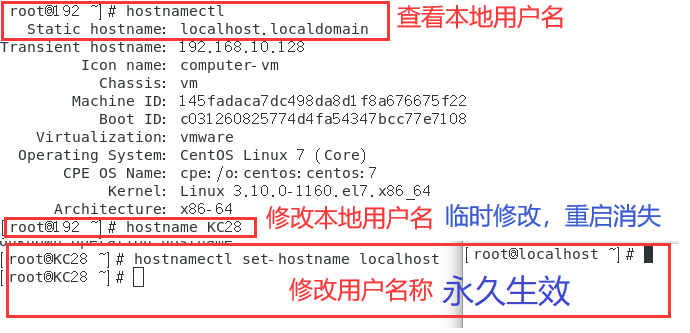 root@192 ~]# hostnamectl
查看本地用户名
Static hostname: localhost.localdomain
Transient hostname: 192.168.10.128
Icon name: computer-vm
Chassis: vm
Machine ID: 145fadaca7dc498da8d1f8a676675f22
Boot ID: c031260825774d4fa54347bcc77e7108
Virtualization: vmware
Operating System: CentOS Linux 7 (Core)
CPE OS Name: cpe:/o:centos:centos:7
Kernel: Linux 3.10.0-1160.el7.x86_64
Architecture: x86-64
[root@192 ~]# hostname KC28
修改本地用户名 临时修改，重启消失
[root@KC28 ~]# hostnamectl set-hostname localhost
[root@localhost ~]#
[root@KC28 ~]#
修改用户名称 永久生效